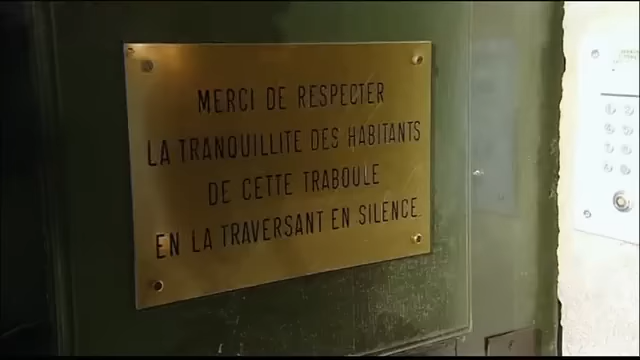 MERCI DE RESPECTER
LA TRANQUILLITE DES HABITANTS
DE CETTE TRABOULE
EN LA TRAVERSANT EN SILENCE.